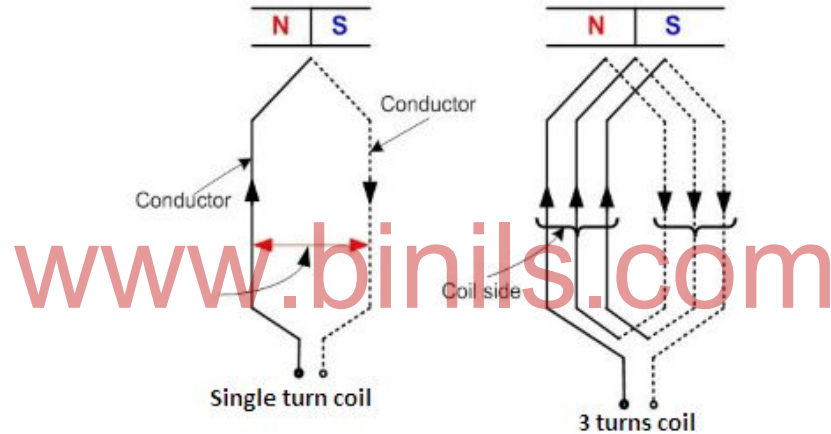 N S
N S
Conductor
Conductor
Coil side
www.binils.com
Single turn coil
3 turns coil